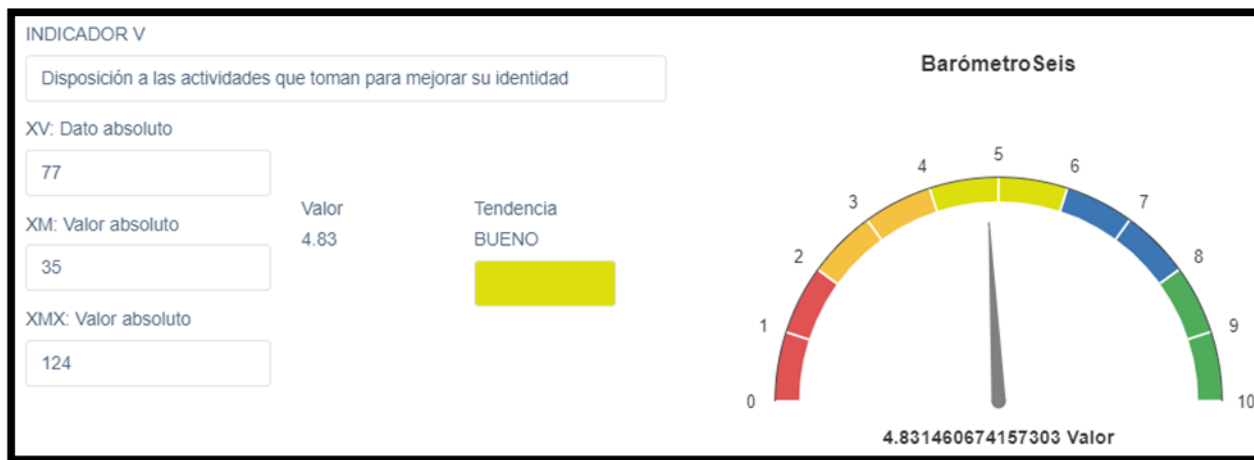 INDICADOR V
Disposición a las actividades que toman para mejorar su identidad
XV: Dato absoluto
77
XM: Valor absoluto
35
XMX: Valor absoluto
124
Valor
4.83
Tendencia
BUENO
BarómetroSeis
0
1
2
3
4
5
6
7
8
9
10
4.831460674157303 Valor